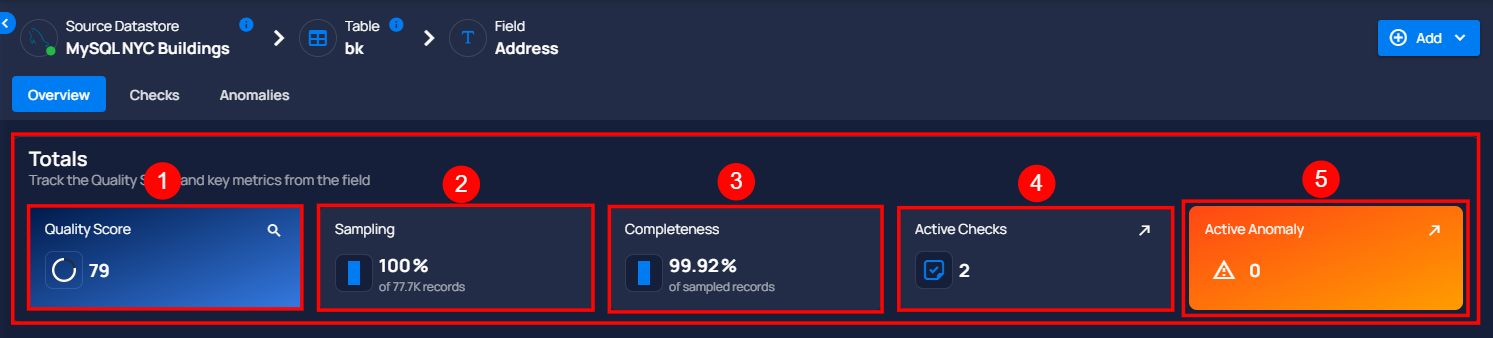 Source Datastore
MySQL NYC Buildings
Table
bk
Field
Address
Add
Overview
Checks
Anomalies
Totals
Track the Quality S and key metrics from the field
1
2
3
4
5
Quality Score
79
Sampling
100%
of 77.7K records
Completeness
99.92%
of sampled records
Active Checks
2
Active Anomaly
0